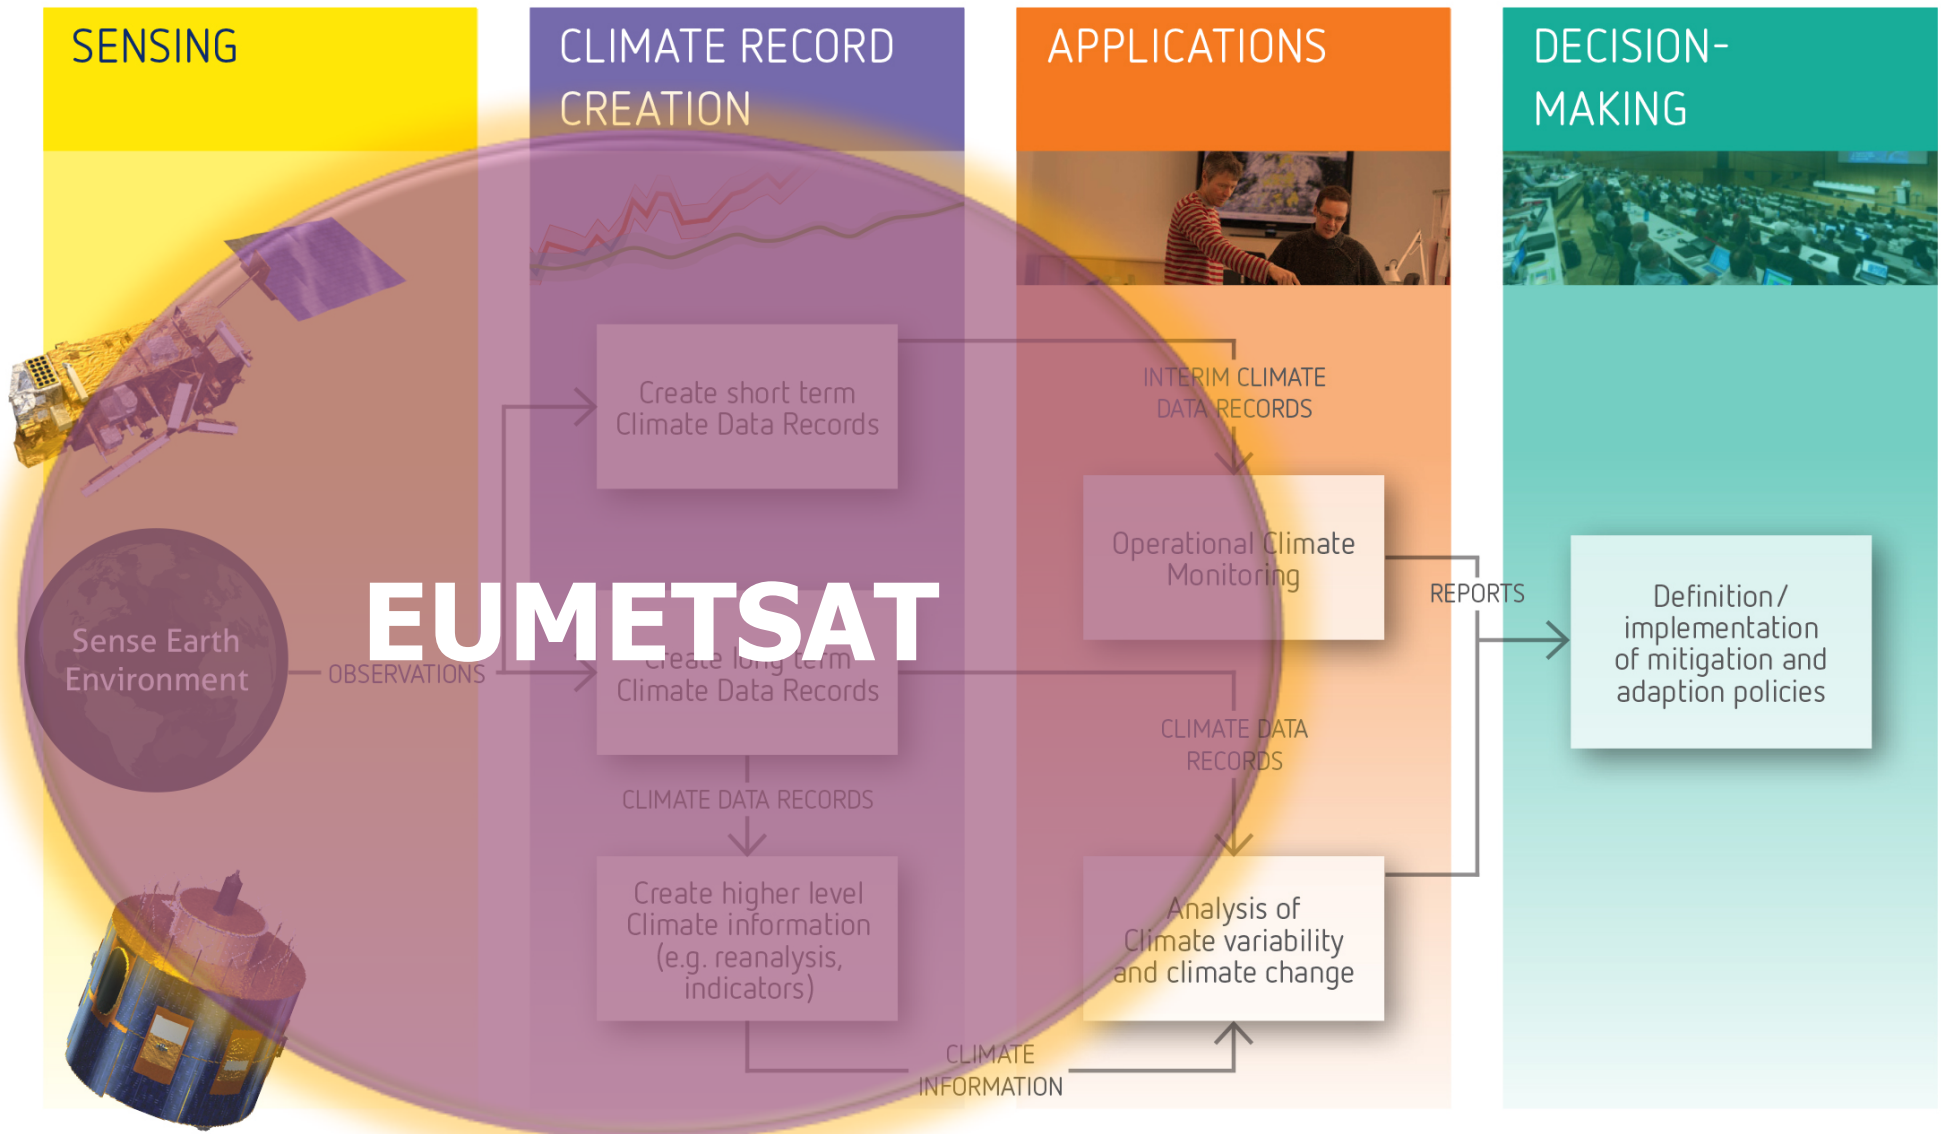 SENSING
CLIMATE RECORD
CREATION
APPLICATIONS
DECISION-
MAKING
Create short term
Climate Data Records
INTERIM CLIMATE
DATA RECORDS
Operational Climate
Monitoring
REPORTS
Definition/
implementation
of mitigation and
adaption policies
EUMETSAT
Sense Earth
Environment
OBSERVATIONS
Create long term
Climate Data Records
CLIMATE DATA
RECORDS
CLIMATE DATA RECORDS
Create higher level
Climate information
(e.g. reanalysis,
indicators)
Analysis of
Climate variability
and climate change
CLIMATE
INFORMATION